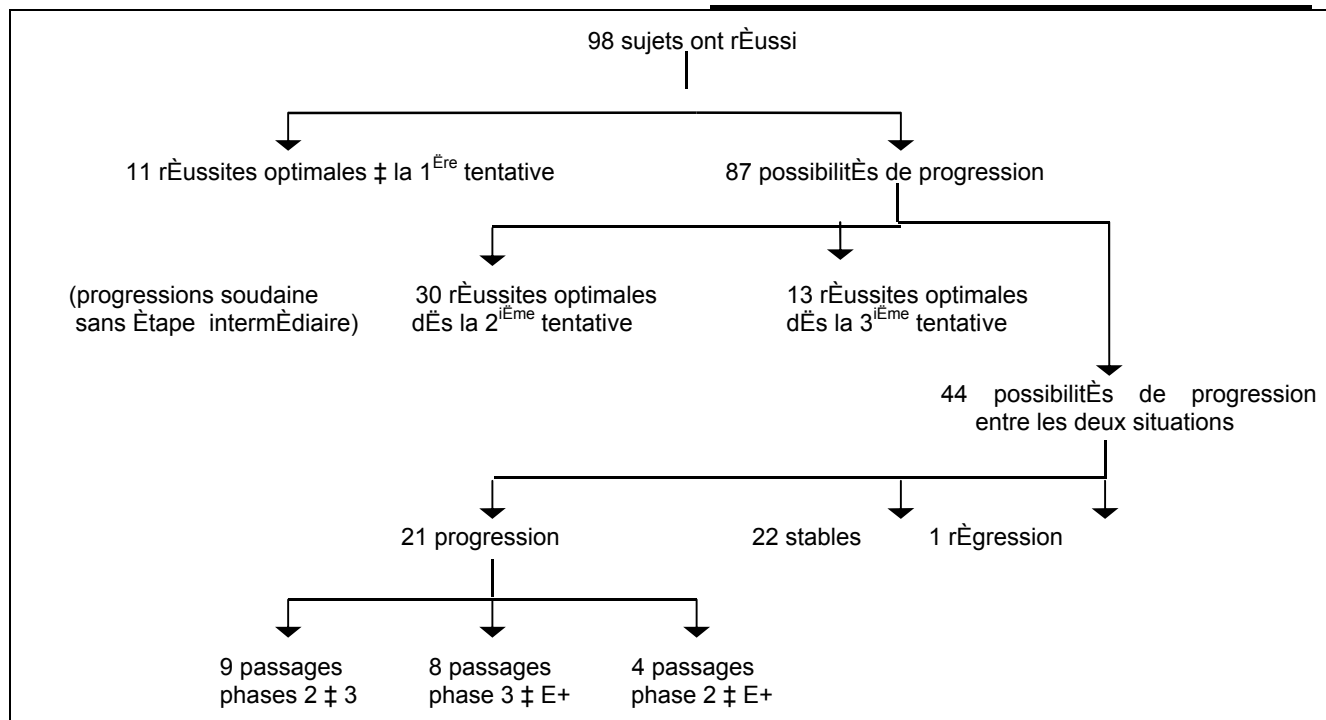 98 sujets ont rÈussi
11 rÈussites optimales ‡ la 1Ëre tentative
87 possibilitÈs de progression
(progressions soudaine
sans Ètape intermÈdiaire)
30 rÈussites optimales
dËs la 2iËme tentative
13 rÈussites optimales
dËs la 3iËme tentative
44 possibilitÈs de progression
entre les deux situations
21 progression
22 stables
1 rÈgression
9 passages
phases 2 ‡ 3
8 passages
phase 3 ‡ E+
4 passages
phase 2 ‡ E+